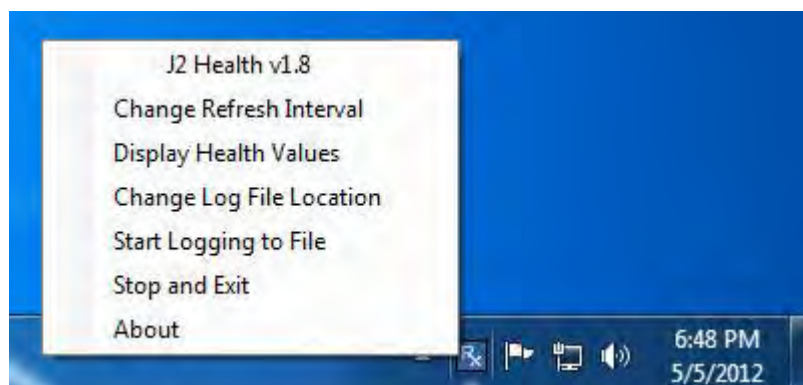 J2 Health v1.8
Change Refresh Interval
Display Health Values
Change Log File Location
Start Logging to File
Stop and Exit
About
Rx
6:48 PM
5/5/2012